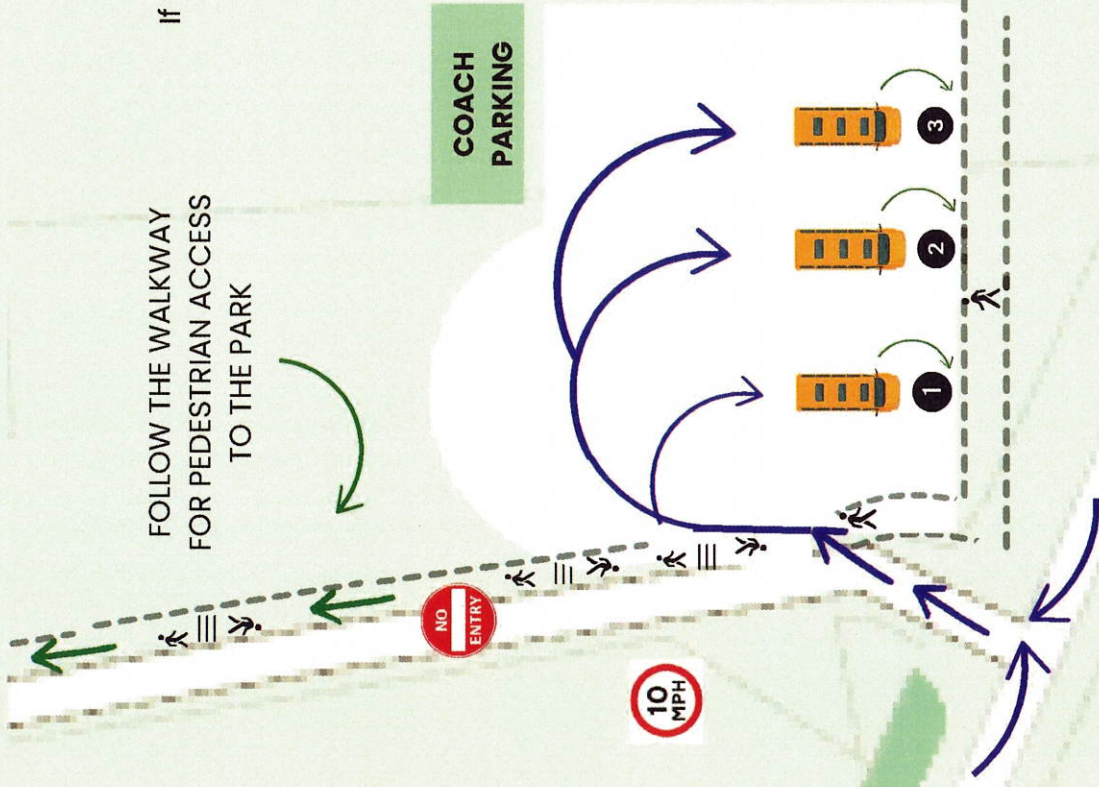 If
FOLLOW THE WALKWAY
FOR PEDESTRIAN ACCESS
TO THE PARK
COACH
PARKING
NO
ENTRY
10
MPH
1
2
3